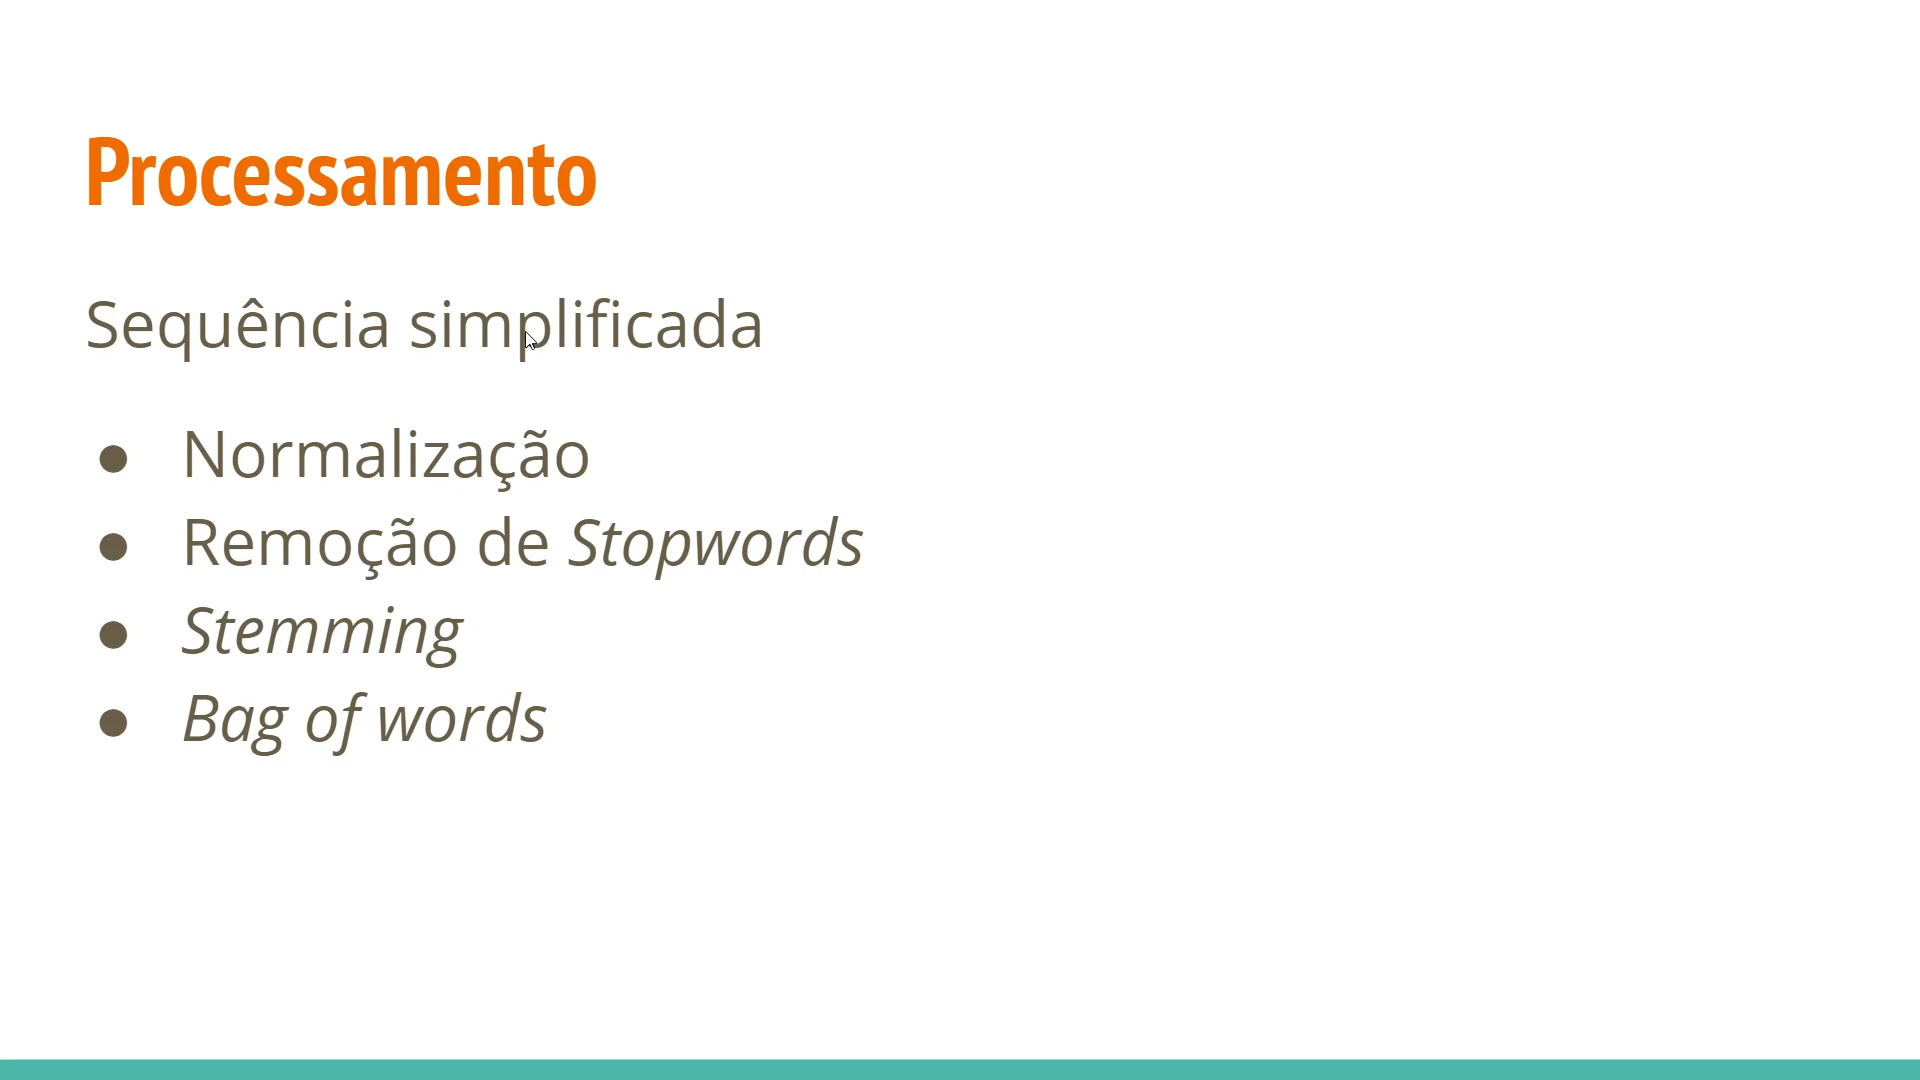 Processamento
Sequência simplificada
● Normalização
● Remoção de Stopwords
● Stemming
● Bag of words